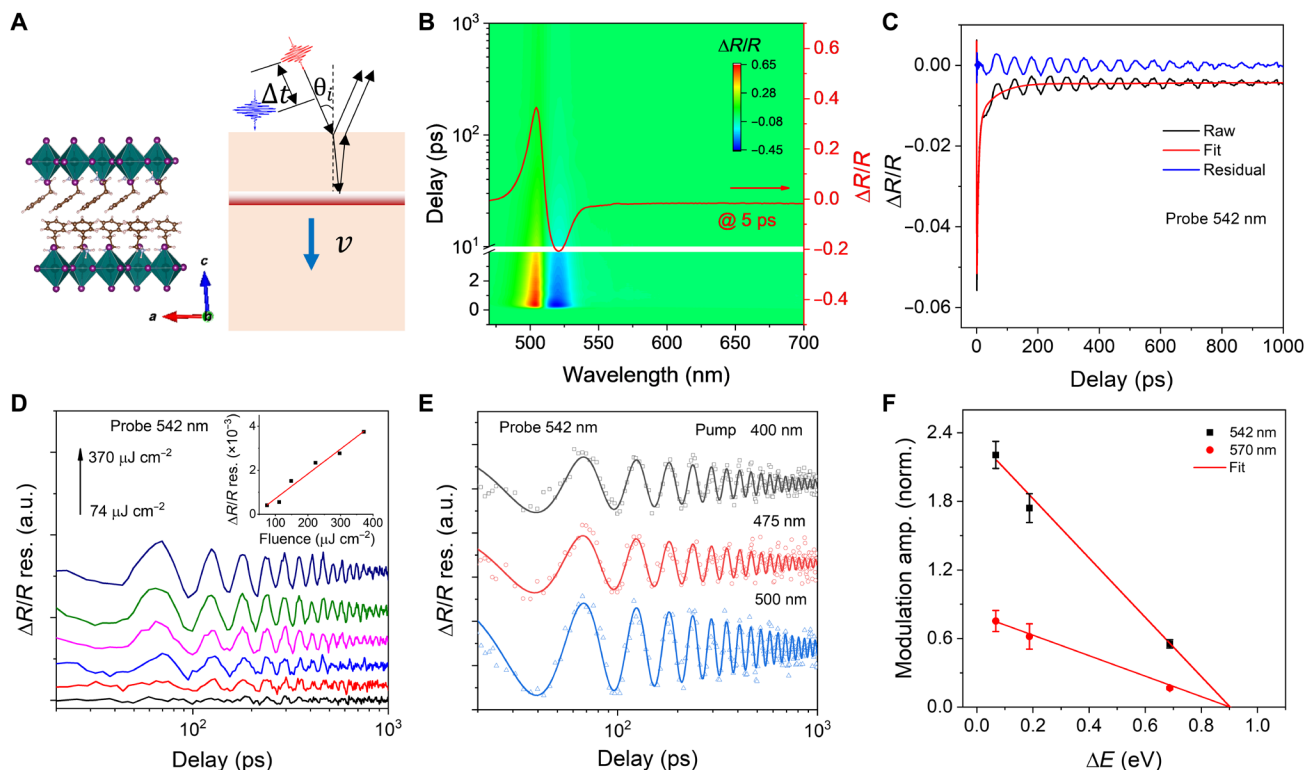 A
Δt
θi
v
c
a
b
B
ΔR/R
0.65
0.28
−0.08
−0.45
@ 5 ps
10³
10²
10¹
2
0
Delay (ps)
500 550 600 650 700
Wavelength (nm)
0.6
0.4
0.2
0.0
−0.2
−0.4
ΔR/R
C
0.00
−0.02
−0.04
−0.06
ΔR/R
Raw
Fit
Residual
Probe 542 nm
0 200 400 600 800 1000
Delay (ps)
D
Probe 542 nm
370 μJ cm⁻²
74 μJ cm⁻²
ΔR/R res. (×10⁻³)
4
2
0
100 200 300 400
Fluence (μJ cm⁻²)
ΔR/R res. (a.u.)
10² 10³
Delay (ps)
E
Probe 542 nm Pump 400 nm
475 nm
500 nm
ΔR/R res. (a.u.)
10² 10³
Delay (ps)
F
2.4
1.8
1.2
0.6
0.0
Modulation amp. (norm.)
542 nm
570 nm
Fit
0.0 0.2 0.4 0.6 0.8 1.0
ΔE (eV)